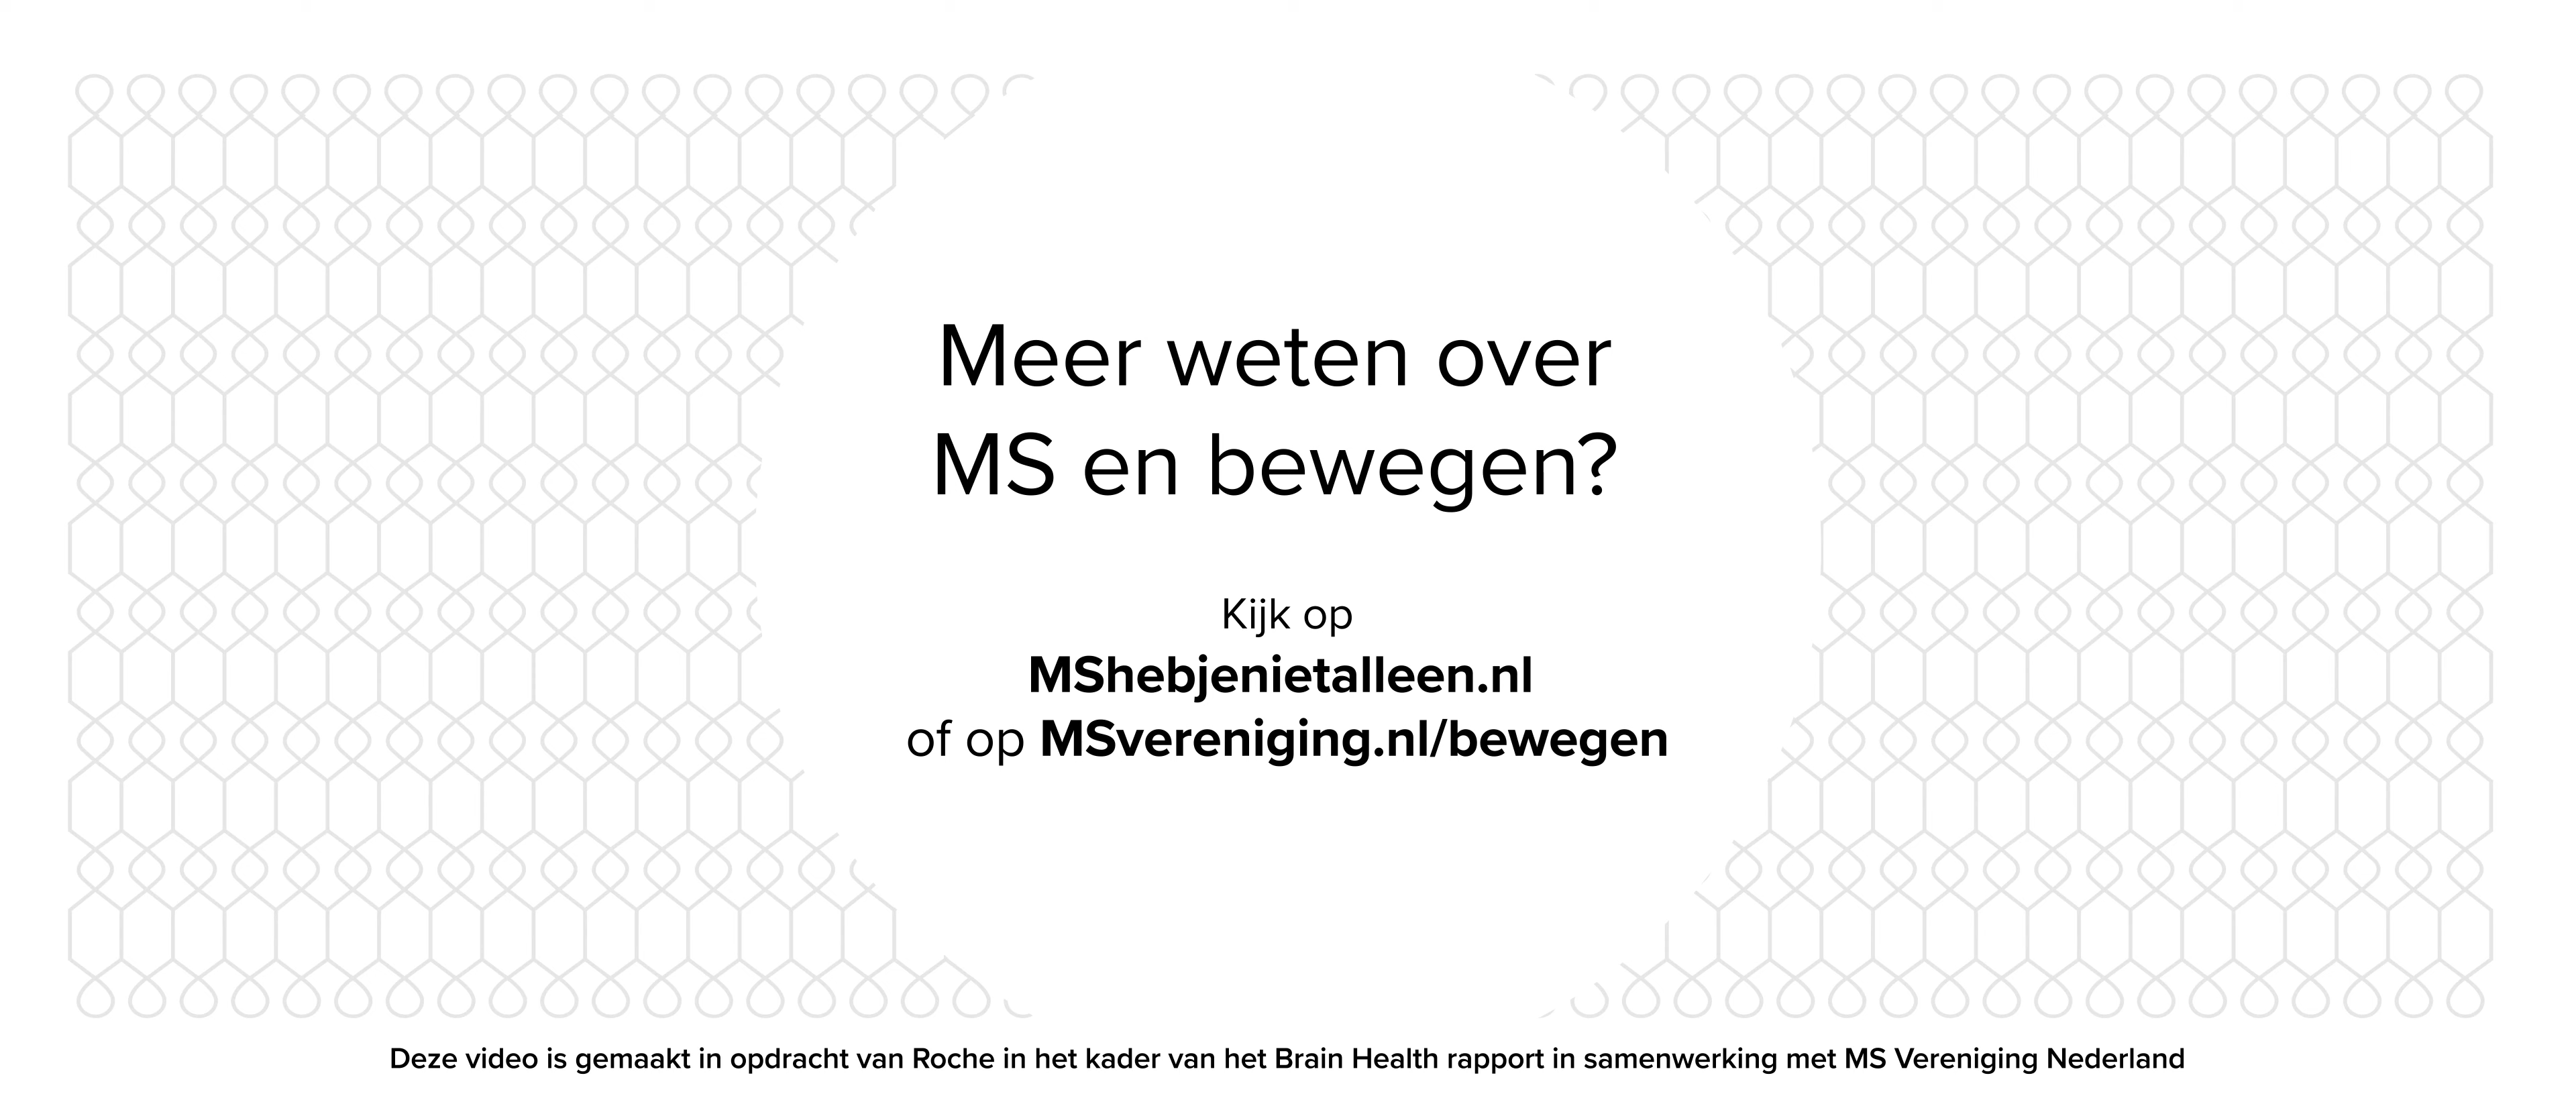 Meer weten over
MS en bewegen?
Kijk op
MShebjenietalleen.nl
of op MSvereniging.nl/bewegen
Deze video is gemaakt in opdracht van Roche in het kader van het Brain Health rapport in samenwerking met MS Vereniging Nederland